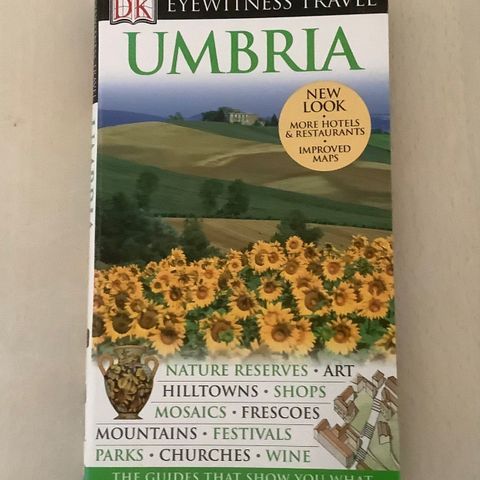 DK
EYEWITNESS TRAVEL
UMBRIA
NEW
LOOK
•
MORE HOTELS
& RESTAURANTS
•
IMPROVED
MAPS
NATURE RESERVES • ART
HILLTOWNS • SHOPS
MOSAICS • FRESCOES
MOUNTAINS • FESTIVALS
PARKS • CHURCHES • WINE
THE GUIDES THAT SHOW YOU WHAT
UMBRIA